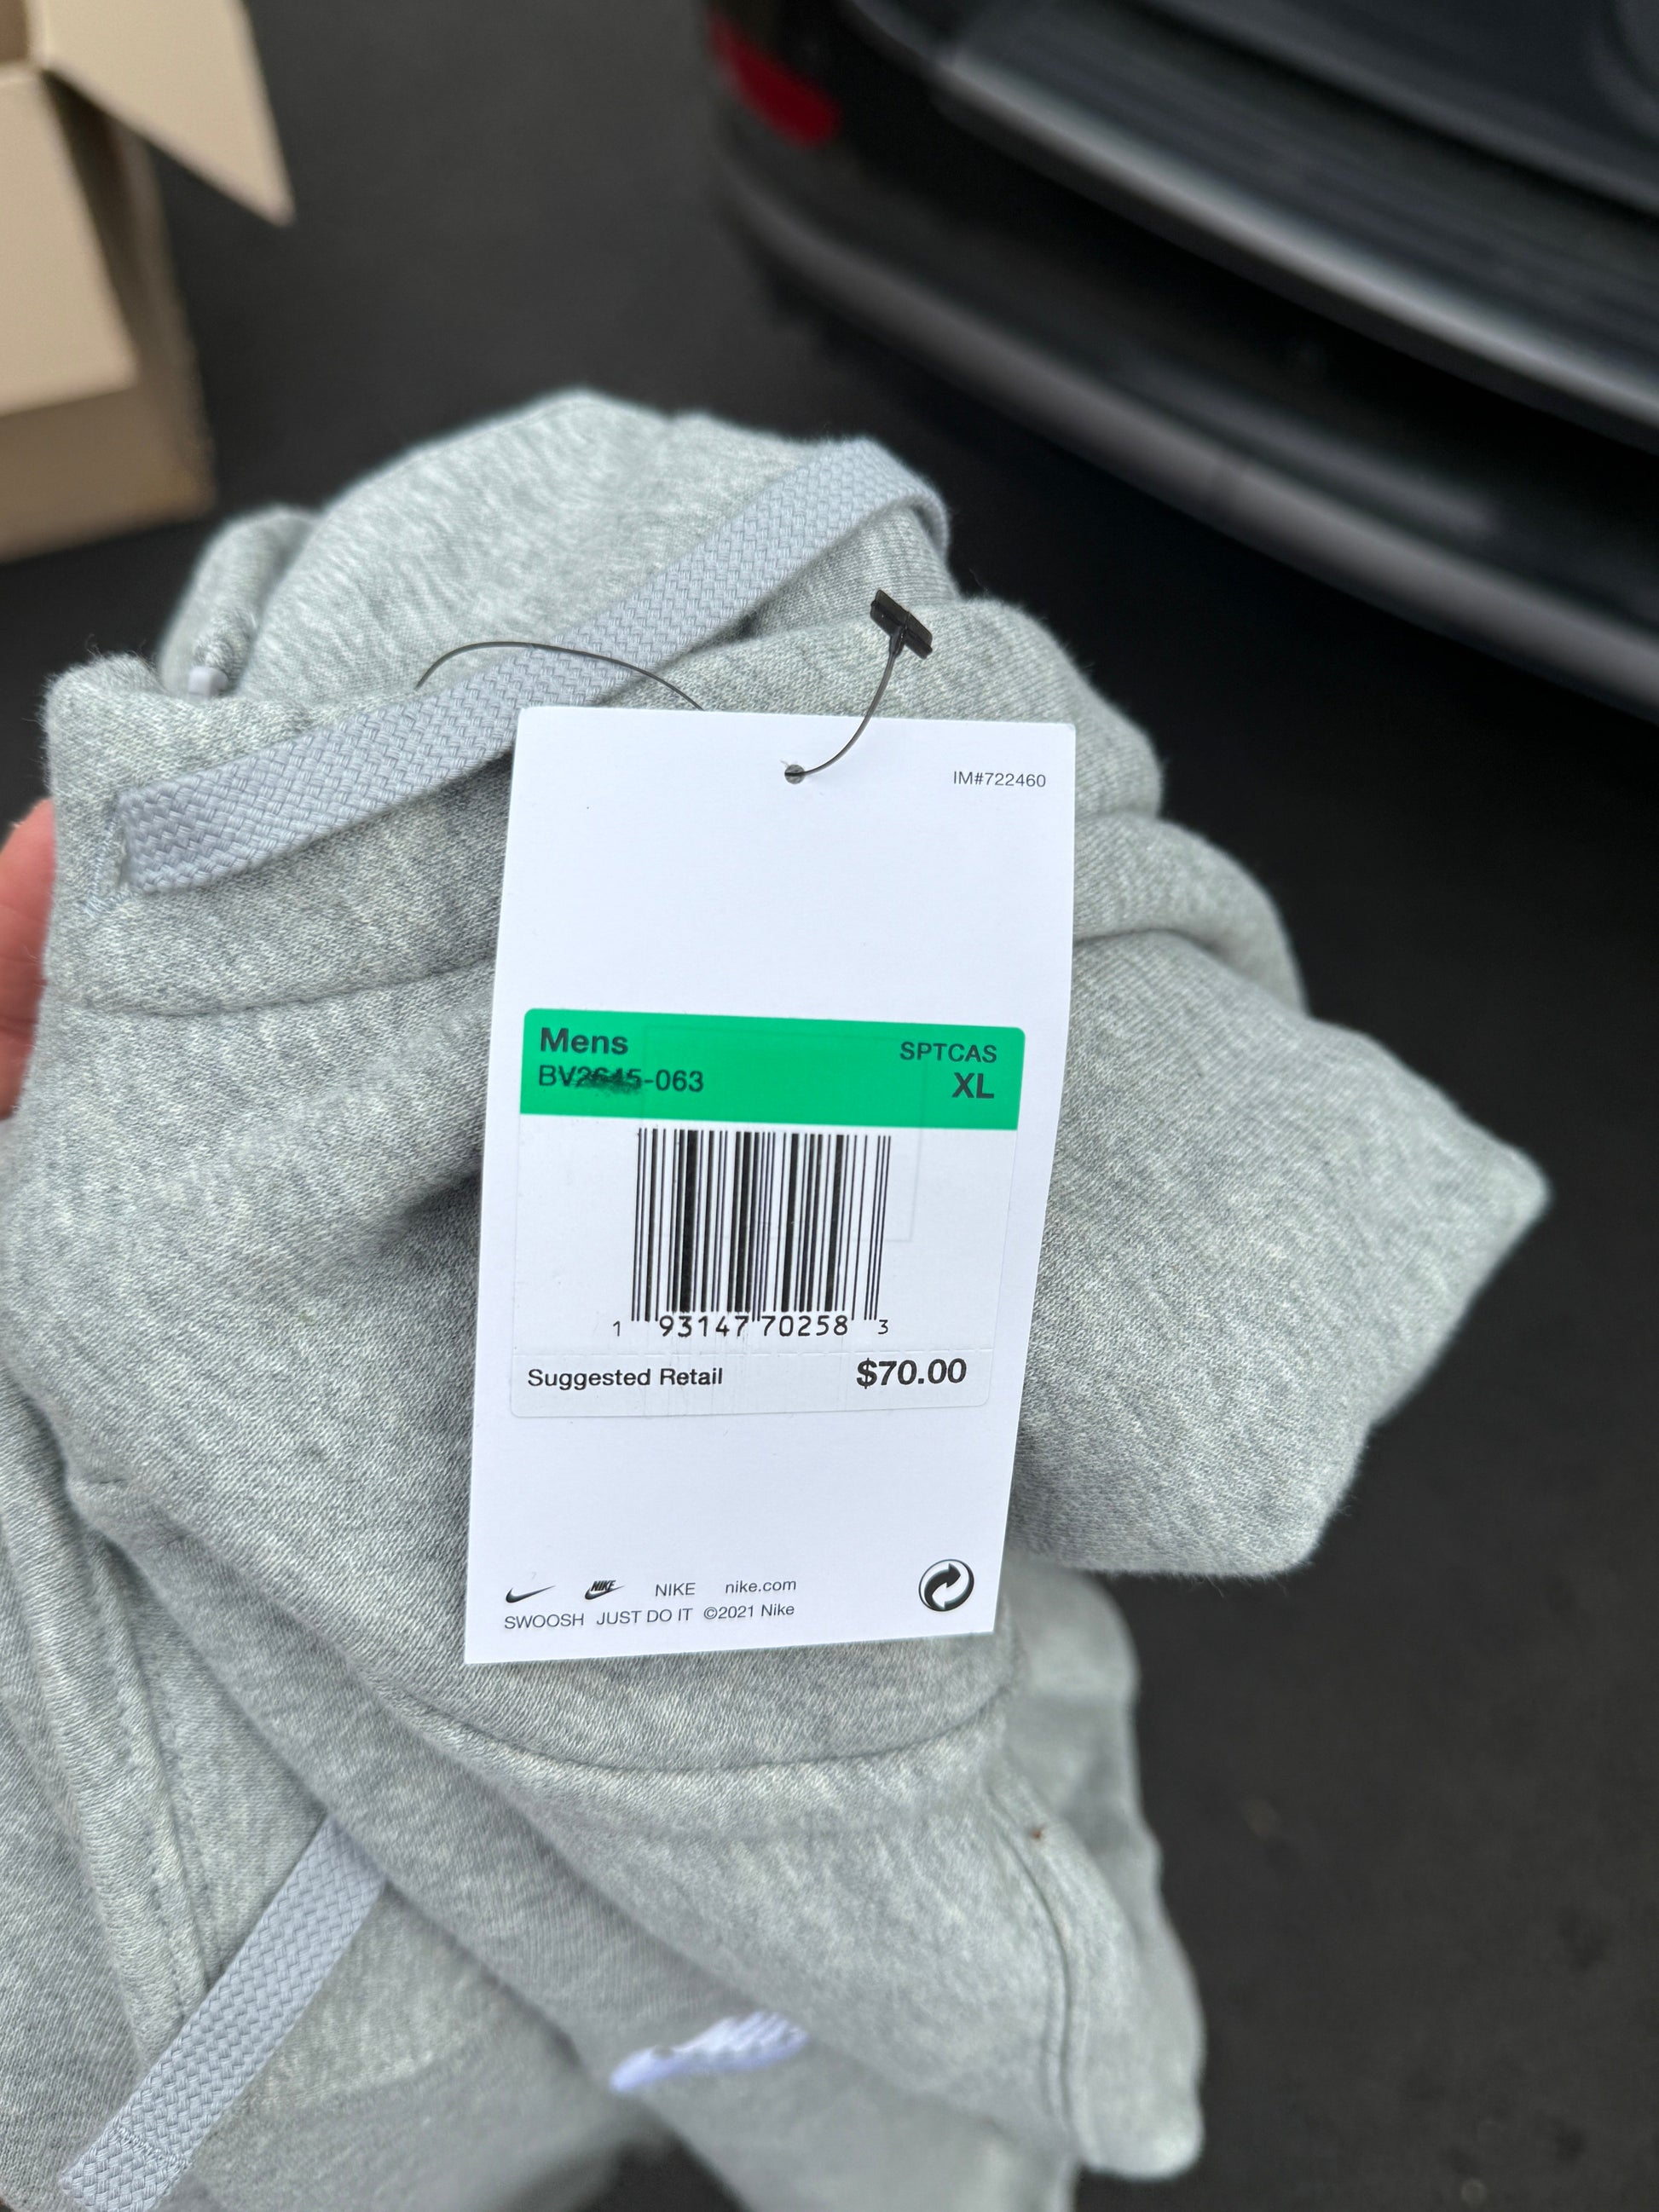 IM#722460
Mens
SPTCAS
BV2645-063
XL
1 93147 70258 3
Suggested Retail $70.00
NIKE NIKE nike.com
SWOOSH JUST DO IT ©2021 Nike